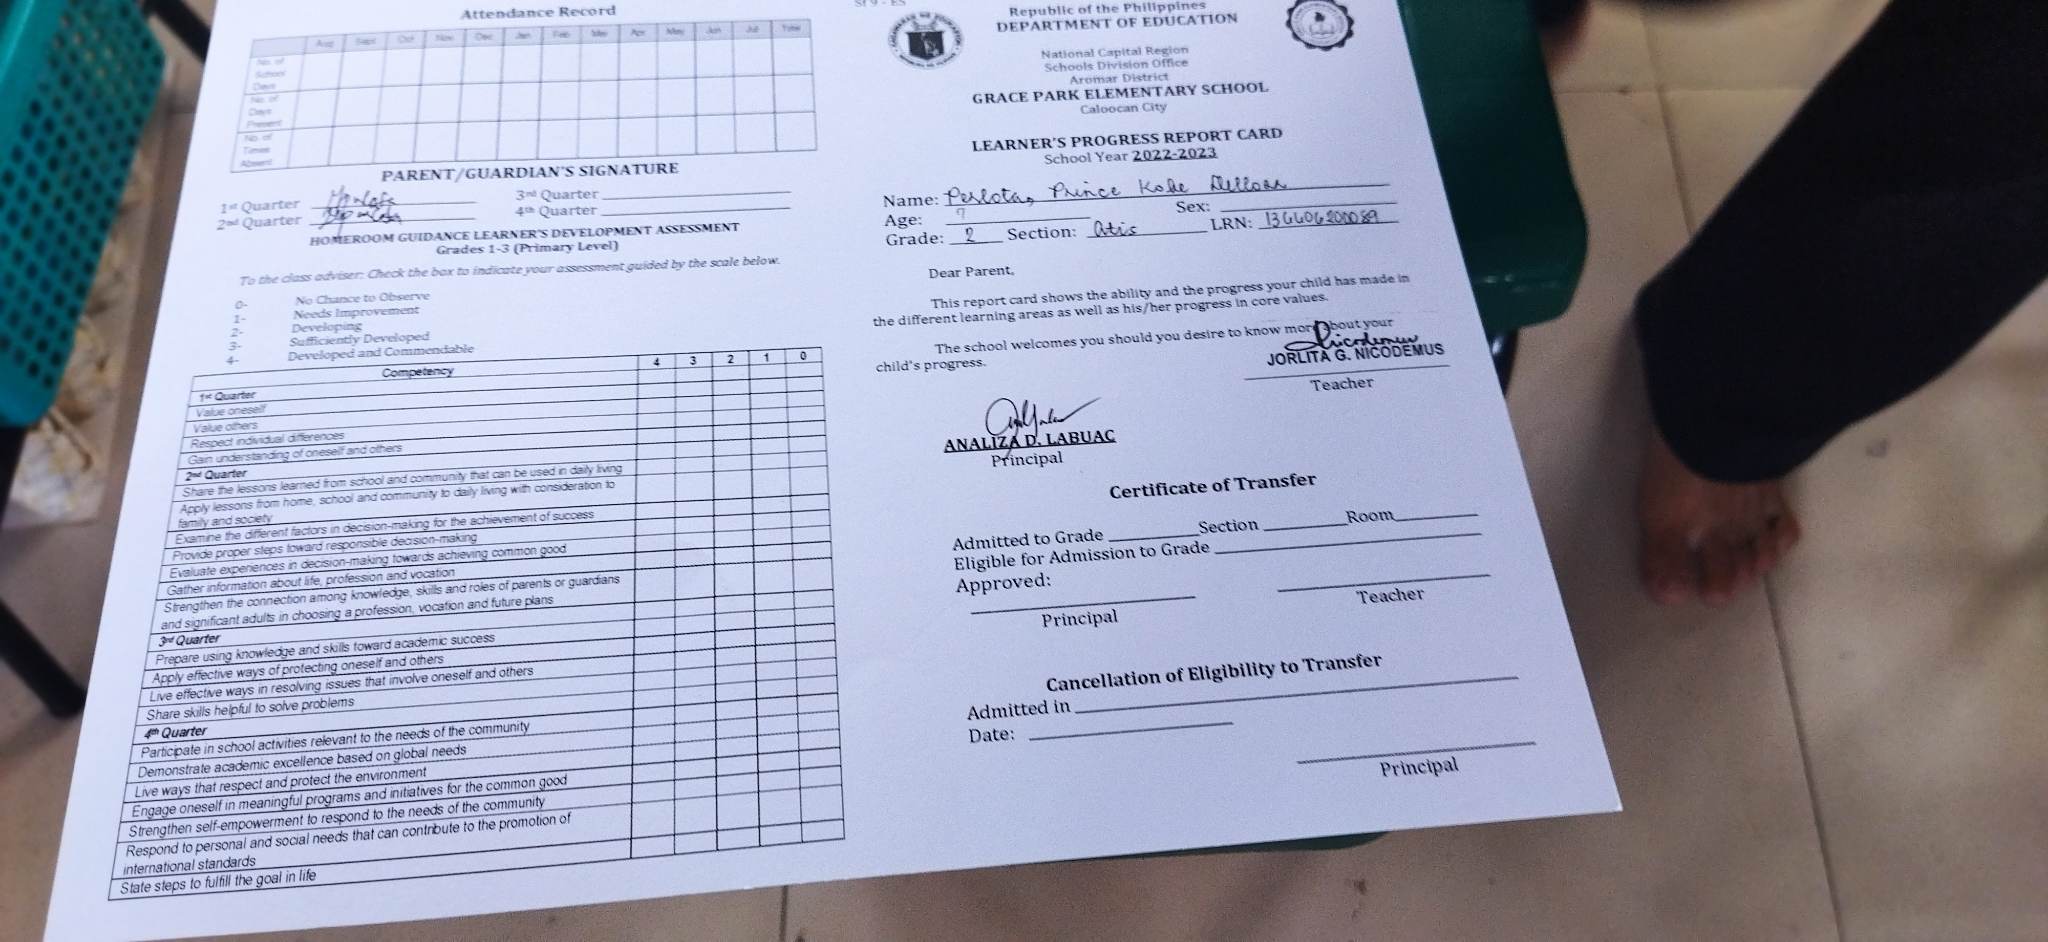 Attendance Record
Aug Sept Oct Nov Dec Jan Feb Mar Apr May Jun Jul Total
No. of
School
Days
No. of
Days
Present
No. of
Times
Absent
PARENT/GUARDIAN'S SIGNATURE
1st Quarter
3rd Quarter
2nd Quarter
4th Quarter
HOMEROOM GUIDANCE LEARNER'S DEVELOPMENT ASSESSMENT
Grades 1-3 (Primary Level)
To the class adviser: Check the box to indicate your assessment guided by the scale below.
0- No Chance to Observe
1- Needs Improvement
2- Developing
3- Sufficiently Developed
4- Developed and Commendable
Competency 4 3 2 1 0
1st Quarter
Value oneself
Value others
Respect individual differences
Gain understanding of oneself and others
2nd Quarter
Share the lessons learned from school and community that can be used in daily living
Apply lessons from home, school and community to daily living with consideration to
family and society
Examine the different factors in decision-making for the achievement of success
Provide proper steps toward responsible decision-making
Evaluate experiences in decision-making towards achieving common good
Gather information about life, profession and vocation
Strengthen the connection among knowledge, skills and roles of parents or guardians
and significant adults in choosing a profession, vocation and future plans
3rd Quarter
Prepare using knowledge and skills toward academic success
Apply effective ways of protecting oneself and others
Live effective ways in resolving issues that involve oneself and others
Share skills helpful to solve problems
4th Quarter
Participate in school activities relevant to the needs of the community
Demonstrate academic excellence based on global needs
Live ways that respect and protect the environment
Engage oneself in meaningful programs and initiatives for the common good
Strengthen self-empowerment to respond to the needs of the community
Respond to personal and social needs that can contribute to the promotion of
international standards
State steps to fulfill the goal in life
SF9 - ES
Republic of the Philippines
DEPARTMENT OF EDUCATION
National Capital Region
Schools Division Office
Aromar District
GRACE PARK ELEMENTARY SCHOOL
Caloocan City
LEARNER'S PROGRESS REPORT CARD
School Year 2022-2023
Name: Perlota, Prince Kobe
Age: 7 Sex:
Grade: 2 Section: Atis LRN: 136606200089
Dear Parent,
This report card shows the ability and the progress your child has made in
the different learning areas as well as his/her progress in core values.
The school welcomes you should you desire to know more about your
child's progress.
Nicodemus
JORLITA G. NICODEMUS
Teacher
ANALIZA D. LABUAC
Principal
Certificate of Transfer
Admitted to Grade Section Room
Eligible for Admission to Grade
Approved:
Principal
Teacher
Cancellation of Eligibility to Transfer
Admitted in
Date:
Principal